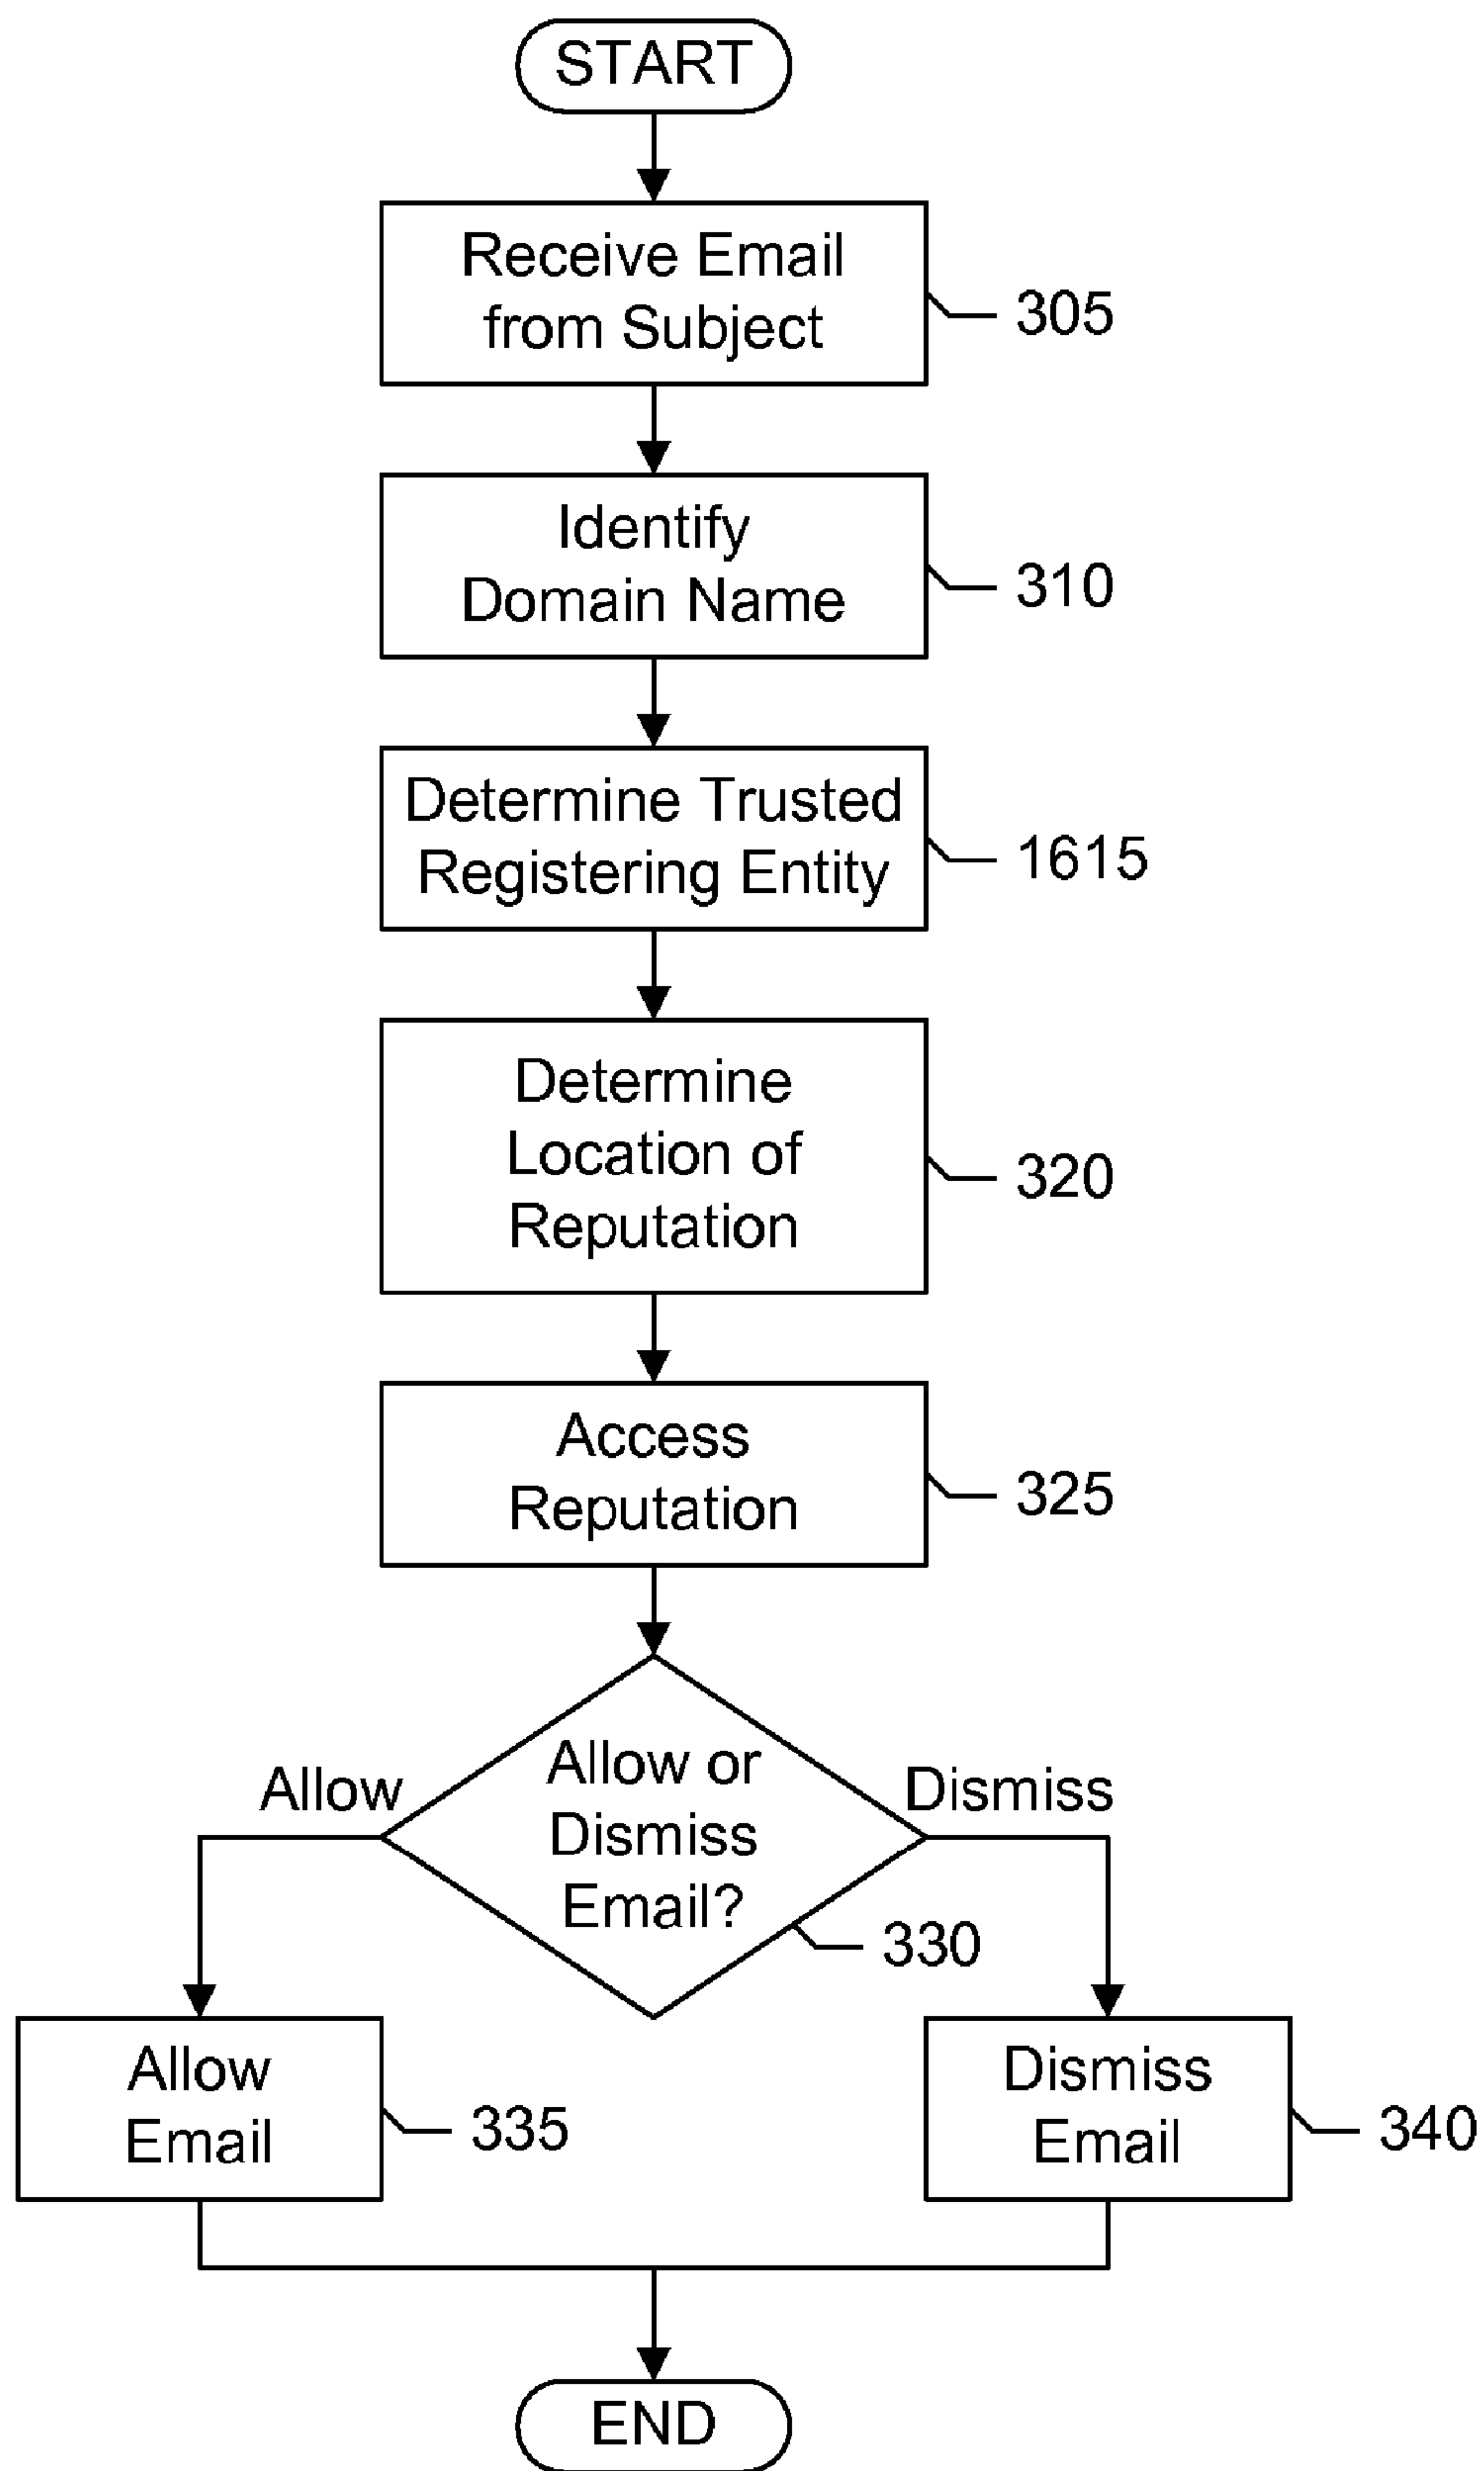 START
Receive Email
from Subject
305
Identify
Domain Name
310
Determine Trusted
Registering Entity
1615
Determine
Location of
Reputation
320
Access
Reputation
325
Allow or
Dismiss
Email?
330
Allow
Dismiss
Allow
Email
335
Dismiss
Email
340
END